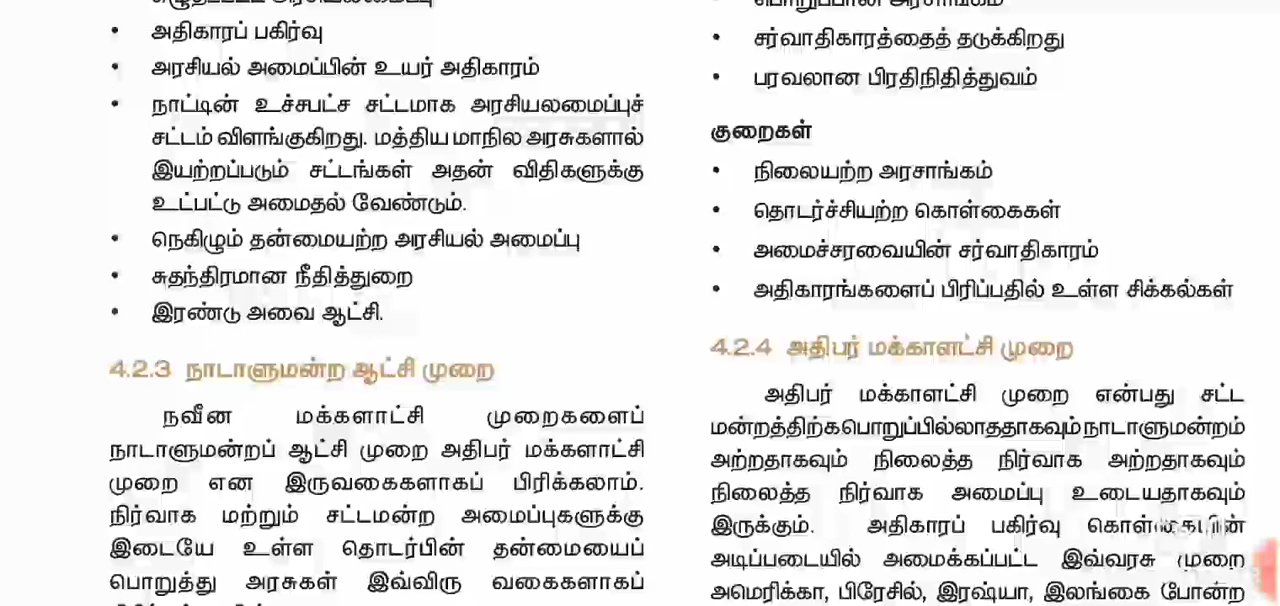 • அதிகாரப் பகிர்வு
• அரசியல் அமைப்பின் உயர் அதிகாரம்
• நாட்டின் உச்சபட்ச சட்டமாக அரசியலமைப்புச்
சட்டம் விளங்குகிறது. மத்திய மாநில அரசுகளால்
இயற்றப்படும் சட்டங்கள் அதன் விதிகளுக்கு
உட்பட்டு அமைதல் வேண்டும்.
• நெகிழும் தன்மையற்ற அரசியல் அமைப்பு
• சுதந்திரமான நீதித்துறை
• இரண்டு அவை ஆட்சி.
4.2.3 நாடாளுமன்ற ஆட்சி முறை
நவீன மக்களாட்சி முறைகளைப்
நாடாளுமன்றப் ஆட்சி முறை அதிபர் மக்களாட்சி
முறை என இருவகைகளாகப் பிரிக்கலாம்.
நிர்வாக மற்றும் சட்டமன்ற அமைப்புகளுக்கு
இடையே உள்ள தொடர்பின் தன்மையைப்
பொறுத்து அரசுகள் இவ்விரு வகைகளாகப்
• சர்வாதிகாரத்தைத் தடுக்கிறது
• பரவலான பிரதிநிதித்துவம்
குறைகள்
• நிலையற்ற அரசாங்கம்
• தொடர்ச்சியற்ற கொள்கைகள்
• அமைச்சரவையின் சர்வாதிகாரம்
• அதிகாரங்களைப் பிரிப்பதில் உள்ள சிக்கல்கள்
4.2.4 அதிபர் மக்காளட்சி முறை
அதிபர் மக்காளட்சி முறை என்பது சட்ட
மன்றத்திற்கபொறுப்பில்லாததாகவும் நாடாளுமன்றம்
அற்றதாகவும் நிலைத்த நிர்வாக அற்றதாகவும்
நிலைத்த நிர்வாக அமைப்பு உடையதாகவும்
இருக்கும். அதிகாரப் பகிர்வு கொள்கையின்
அடிப்படையில் அமைக்கப்பட்ட இவ்வரசு முறை
அமெரிக்கா, பிரேசில், இரஷ்யா, இலங்கை போன்ற